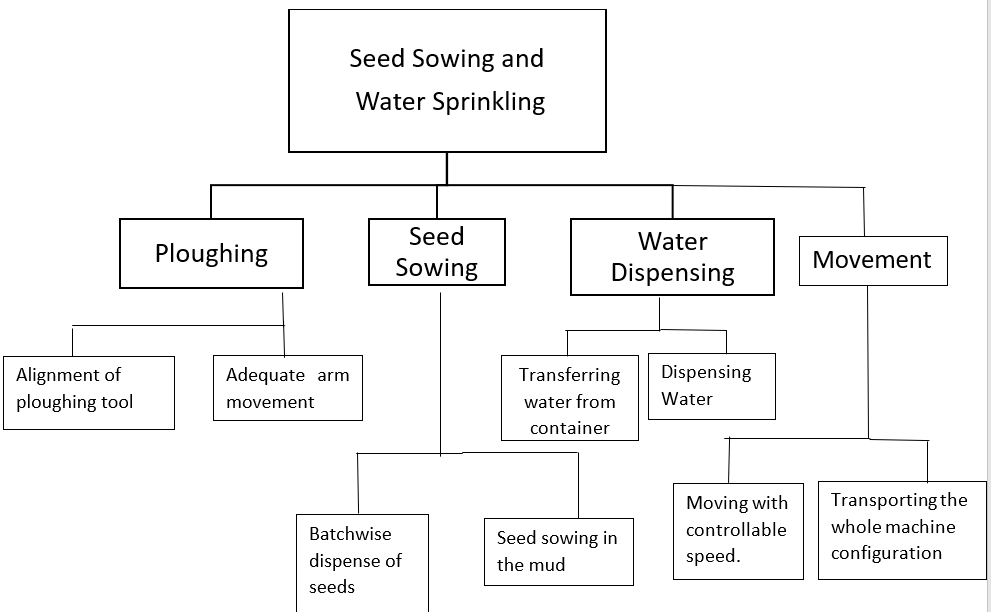 Seed Sowing and
Water Sprinkling
Ploughing
Seed
Sowing
Water
Dispensing
Movement
Alignment of
ploughing tool
Adequate arm
movement
Transferring
water from
container
Dispensing
Water
Batchwise
dispense of
seeds
Seed sowing in
the mud
Moving with
controllable
speed.
Transporting the
whole machine
configuration